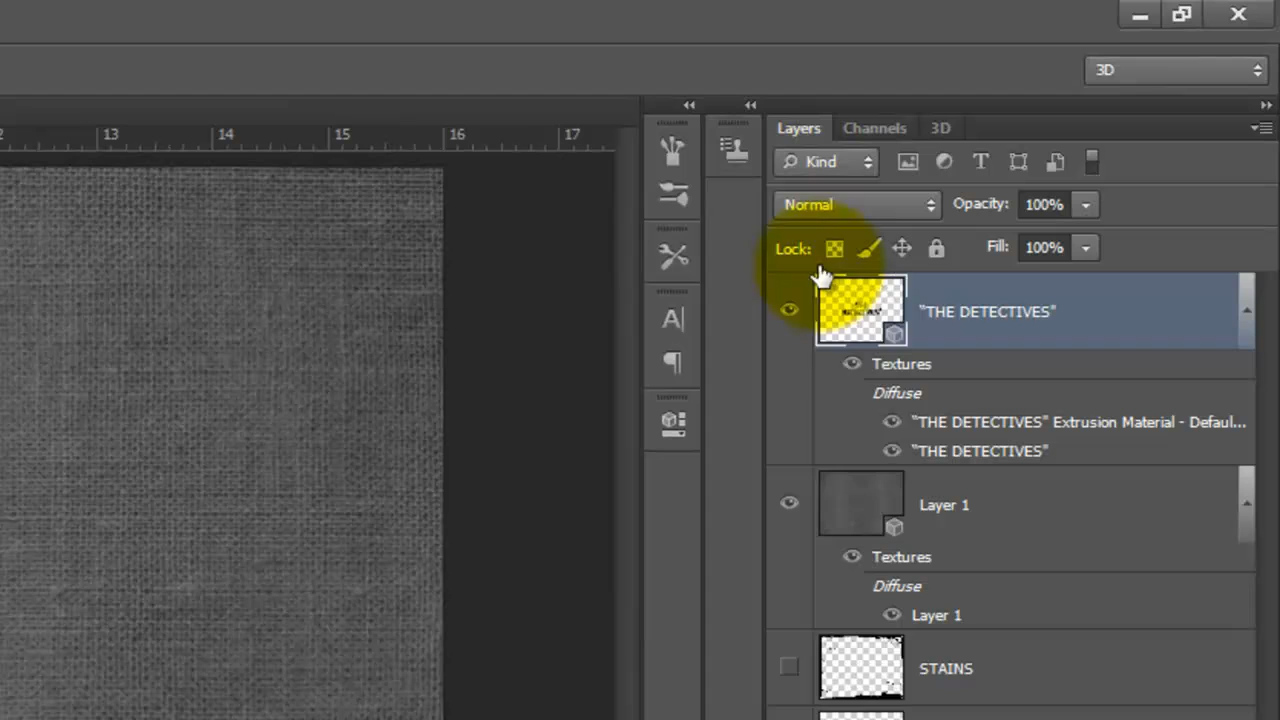 3D
13 14 15 16 17
Layers Channels 3D
Kind
Normal Opacity: 100%
Lock: Fill: 100%
"THE DETECTIVES"
Textures
Diffuse
"THE DETECTIVES" Extrusion Material - Defaul...
"THE DETECTIVES"
Layer 1
Textures
Diffuse
Layer 1
STAINS